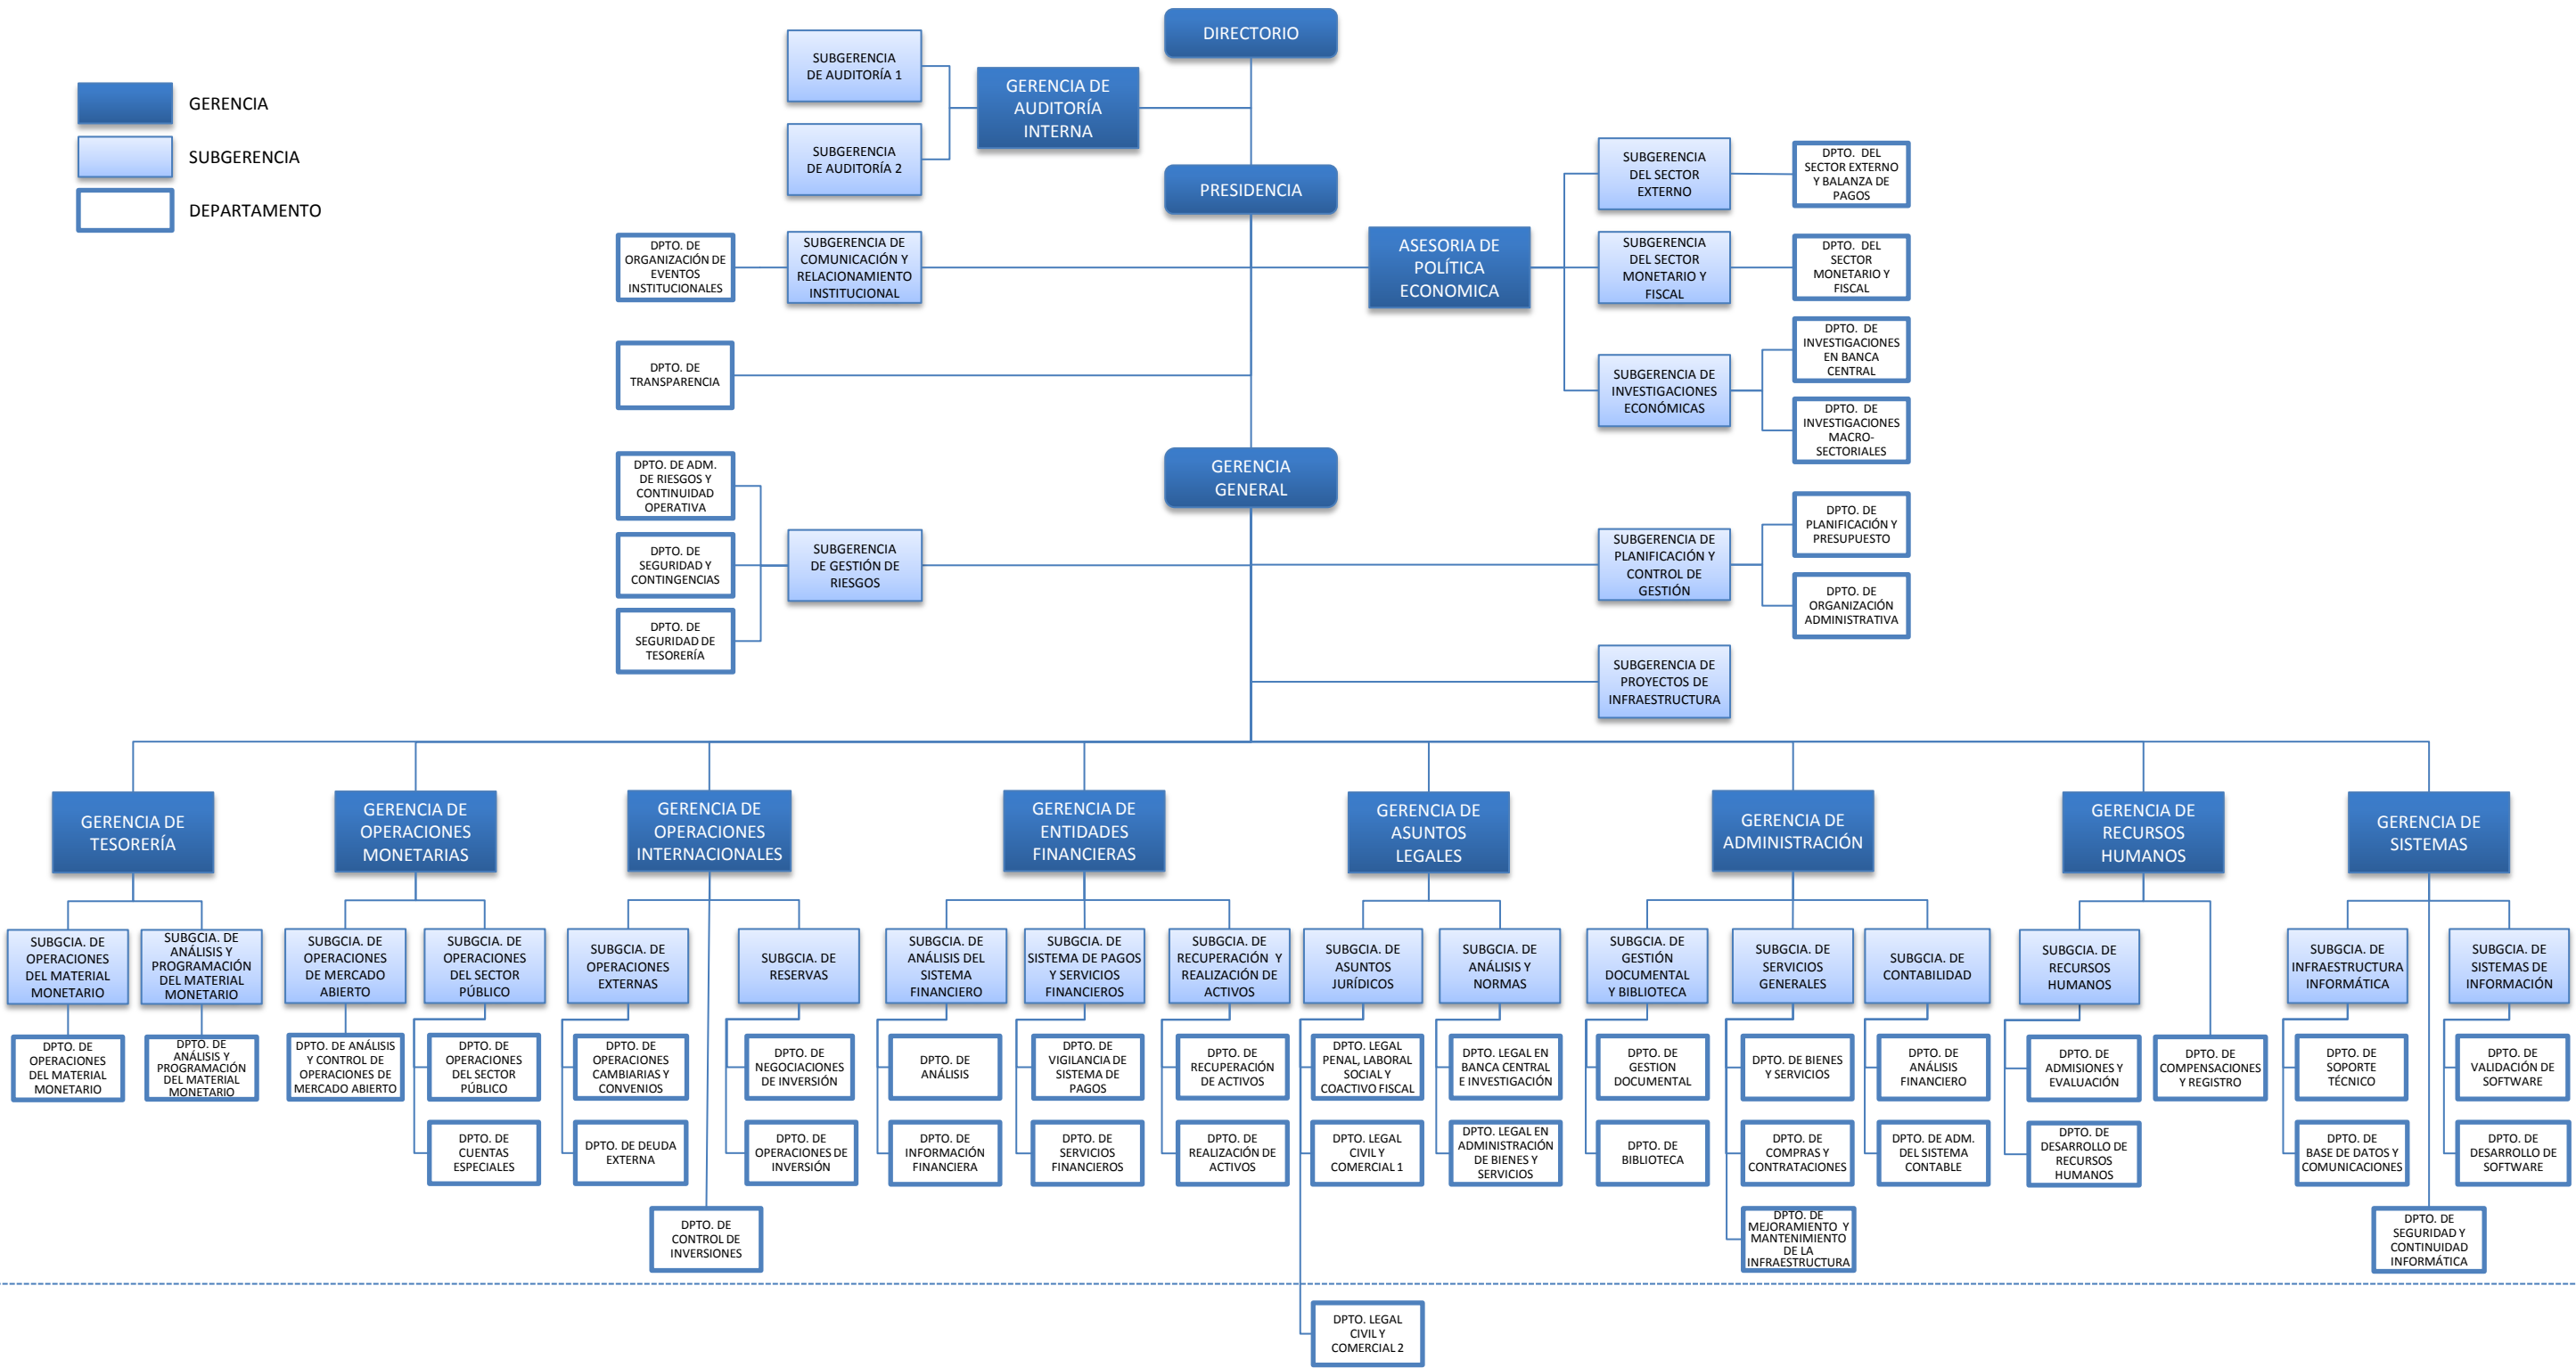 DIRECTORIO
SUBGERENCIA
DE AUDITORÍA 1
GERENCIA DE
AUDITORÍA
INTERNA
SUBGERENCIA
DE AUDITORÍA 2
GERENCIA
SUBGERENCIA
DEPARTAMENTO
PRESIDENCIA
SUBGERENCIA
DEL SECTOR
EXTERNO
DPTO. DEL
SECTOR EXTERNO
Y BALANZA DE
PAGOS
DPTO. DE
ORGANIZACIÓN DE
EVENTOS
INSTITUCIONALES
SUBGERENCIA DE
COMUNICACIÓN Y
RELACIONAMIENTO
INSTITUCIONAL
ASESORIA DE
POLÍTICA
ECONOMICA
SUBGERENCIA
DEL SECTOR
MONETARIO Y
FISCAL
DPTO. DEL
SECTOR
MONETARIO Y
FISCAL
DPTO. DE
TRANSPARENCIA
SUBGERENCIA DE
INVESTIGACIONES
ECONÓMICAS
DPTO. DE
INVESTIGACIONES
EN BANCA
CENTRAL
DPTO. DE
INVESTIGACIONES
MACRO-
SECTORIALES
GERENCIA
GENERAL
DPTO. DE ADM.
DE RIESGOS Y
CONTINUIDAD
OPERATIVA
DPTO. DE
SEGURIDAD Y
CONTINGENCIAS
DPTO. DE
SEGURIDAD DE
TESORERÍA
SUBGERENCIA
DE GESTIÓN DE
RIESGOS
SUBGERENCIA DE
PLANIFICACIÓN Y
CONTROL DE
GESTIÓN
DPTO. DE
PLANIFICACIÓN Y
PRESUPUESTO
DPTO. DE
ORGANIZACIÓN
ADMINISTRATIVA
SUBGERENCIA DE
PROYECTOS DE
INFRAESTRUCTURA
GERENCIA DE
TESORERÍA
GERENCIA DE
OPERACIONES
MONETARIAS
GERENCIA DE
OPERACIONES
INTERNACIONALES
GERENCIA DE
ENTIDADES
FINANCIERAS
GERENCIA DE
ASUNTOS
LEGALES
GERENCIA DE
ADMINISTRACIÓN
GERENCIA DE
RECURSOS
HUMANOS
GERENCIA DE
SISTEMAS
SUBGCIA. DE
OPERACIONES
DEL MATERIAL
MONETARIO
SUBGCIA. DE
ANÁLISIS Y
PROGRAMACIÓN
DEL MATERIAL
MONETARIO
SUBGCIA. DE
OPERACIONES
DE MERCADO
ABIERTO
SUBGCIA. DE
OPERACIONES
DEL SECTOR
PÚBLICO
SUBGCIA. DE
OPERACIONES
EXTERNAS
SUBGCIA. DE
RESERVAS
SUBGCIA. DE
ANÁLISIS DEL
SISTEMA
FINANCIERO
SUBGCIA. DE
SISTEMA DE PAGOS
Y SERVICIOS
FINANCIEROS
SUBGCIA. DE
RECUPERACIÓN Y
REALIZACIÓN DE
ACTIVOS
SUBGCIA. DE
ASUNTOS
JURÍDICOS
SUBGCIA. DE
ANÁLISIS Y
NORMAS
SUBGCIA. DE
GESTIÓN
DOCUMENTAL
Y BIBLIOTECA
SUBGCIA. DE
SERVICIOS
GENERALES
SUBGCIA. DE
CONTABILIDAD
SUBGCIA. DE
RECURSOS
HUMANOS
SUBGCIA. DE
INFRAESTRUCTURA
INFORMÁTICA
SUBGCIA. DE
SISTEMAS DE
INFORMACIÓN
DPTO. DE
OPERACIONES
DEL MATERIAL
MONETARIO
DPTO. DE
ANÁLISIS Y
PROGRAMACIÓN
DEL MATERIAL
MONETARIO
DPTO. DE ANÁLISIS
Y CONTROL DE
OPERACIONES DE
MERCADO ABIERTO
DPTO. DE
OPERACIONES
DEL SECTOR
PÚBLICO
DPTO. DE
OPERACIONES
CAMBIARIAS Y
CONVENIOS
DPTO. DE
NEGOCIACIONES
DE INVERSIÓN
DPTO. DE
ANÁLISIS
DPTO. DE
VIGILANCIA DE
SISTEMA DE
PAGOS
DPTO. DE
RECUPERACIÓN
DE ACTIVOS
DPTO. LEGAL
PENAL, LABORAL
SOCIAL Y
COACTIVO FISCAL
DPTO. LEGAL EN
BANCA CENTRAL
E INVESTIGACIÓN
DPTO. DE
GESTION
DOCUMENTAL
DPTO. DE BIENES
Y SERVICIOS
DPTO. DE
ANÁLISIS
FINANCIERO
DPTO. DE
ADMISIONES Y
EVALUACIÓN
DPTO. DE
COMPENSACIONES
Y REGISTRO
DPTO. DE
SOPORTE
TÉCNICO
DPTO. DE
VALIDACIÓN DE
SOFTWARE
DPTO. DE
CUENTAS
ESPECIALES
DPTO. DE DEUDA
EXTERNA
DPTO. DE
OPERACIONES DE
INVERSIÓN
DPTO. DE
INFORMACIÓN
FINANCIERA
DPTO. DE
SERVICIOS
FINANCIEROS
DPTO. DE
REALIZACIÓN DE
ACTIVOS
DPTO. LEGAL
CIVIL Y
COMERCIAL 1
DPTO. LEGAL EN
ADMINISTRACIÓN
DE BIENES Y
SERVICIOS
DPTO. DE
BIBLIOTECA
DPTO. DE
COMPRAS Y
CONTRATACIONES
DPTO. DE ADM.
DEL SISTEMA
CONTABLE
DPTO. DE
DESARROLLO DE
RECURSOS
HUMANOS
DPTO. DE
BASE DE DATOS Y
COMUNICACIONES
DPTO. DE
DESARROLLO DE
SOFTWARE
DPTO. DE
CONTROL DE
INVERSIONES
DPTO. DE
MEJORAMIENTO Y
MANTENIMIENTO
DE LA
INFRAESTRUCTURA
DPTO. DE
SEGURIDAD Y
CONTINUIDAD
INFORMÁTICA
DPTO. LEGAL
CIVIL Y
COMERCIAL 2